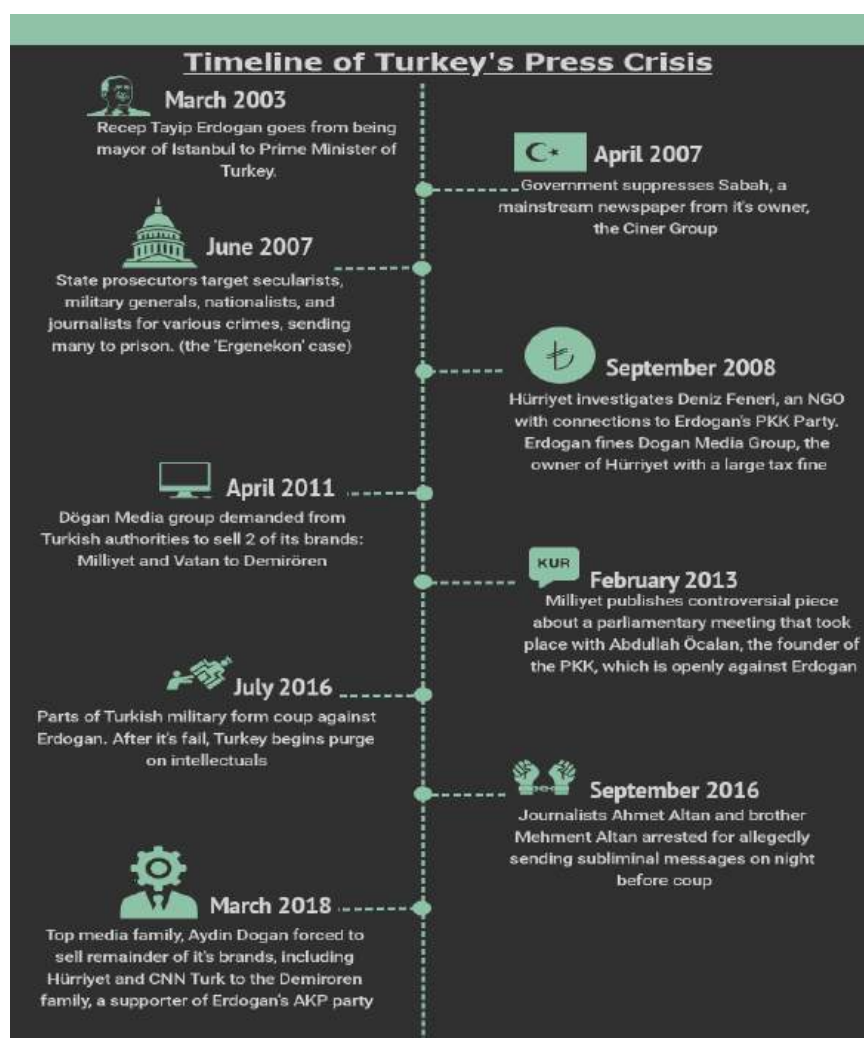 Timeline of Turkey's Press Crisis
March 2003
Recep Tayip Erdogan goes from being
mayor of Istanbul to Prime Minister of
Turkey.
April 2007
Government suppresses Sabah, a
mainstream newspaper from it's owner,
the Ciner Group
June 2007
State prosecutors target secularists,
military generals, nationalists, and
journalists for various crimes, sending
many to prison. (the 'Ergenekon' case)
September 2008
Hürriyet investigates Deniz Feneri, an NGO
with connections to Erdogan's PKK Party.
Erdogan fines Dogan Media Group, the
owner of Hürriyet with a large tax fine
April 2011
Dögan Media group demanded from
Turkish authorities to sell 2 of its brands:
Milliyet and Vatan to Demirören
KUR
February 2013
Milliyet publishes controversial piece
about a parliamentary meeting that took
place with Abdullah Öcalan, the founder of
the PKK, which is openly against Erdogan
July 2016
Parts of Turkish military form coup against
Erdogan. After it's fail, Turkey begins purge
on intellectuals
September 2016
Journalists Ahmet Altan and brother
Mehment Altan arrested for allegedly
sending subliminal messages on night
before coup
March 2018
Top media family, Aydin Dogan forced to
sell remainder of it's brands, including
Hürriyet and CNN Turk to the Demiroren
family, a supporter of Erdogan's AKP party